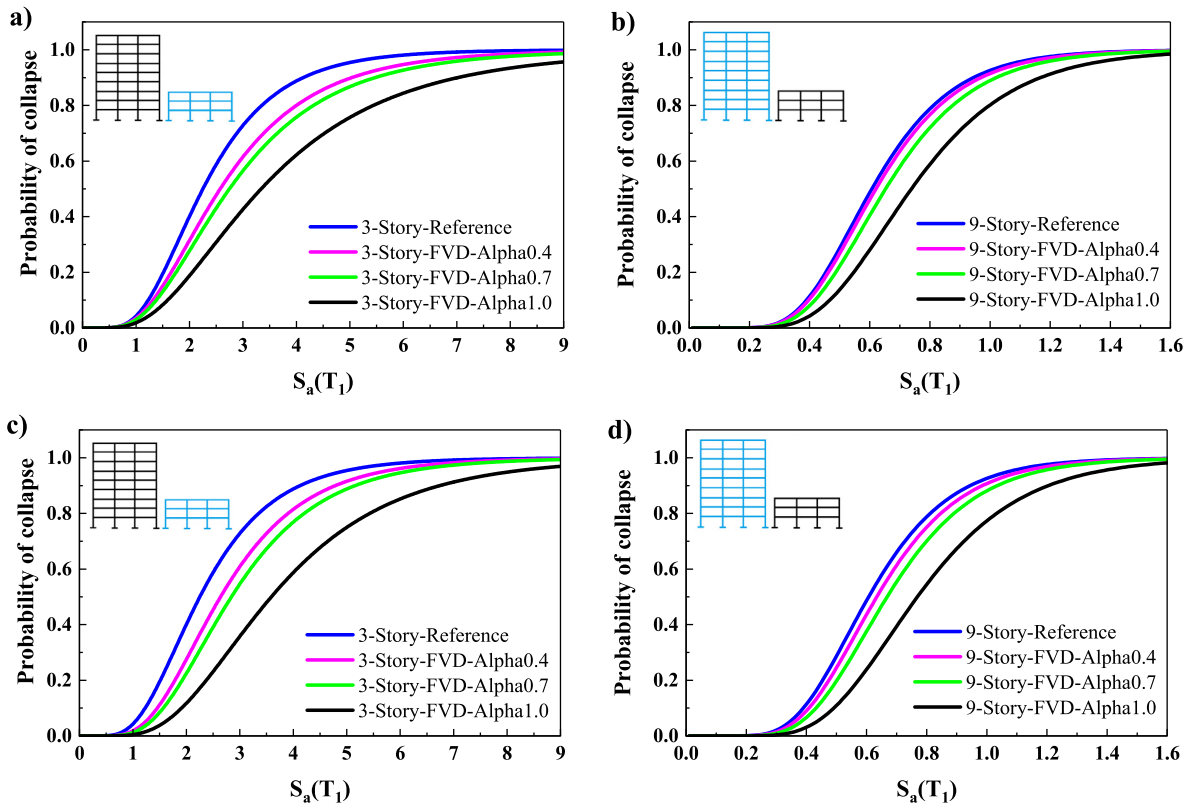 a)
Probability of collapse
1.0
0.8
0.6
0.4
0.2
0.0
3-Story-Reference
3-Story-FVD-Alpha0.4
3-Story-FVD-Alpha0.7
3-Story-FVD-Alpha1.0
0 1 2 3 4 5 6 7 8 9
Sa(T1)
b)
Probability of collapse
1.0
0.8
0.6
0.4
0.2
0.0
9-Story-Reference
9-Story-FVD-Alpha0.4
9-Story-FVD-Alpha0.7
9-Story-FVD-Alpha1.0
0.0 0.2 0.4 0.6 0.8 1.0 1.2 1.4 1.6
Sa(T1)
c)
Probability of collapse
1.0
0.8
0.6
0.4
0.2
0.0
3-Story-Reference
3-Story-FVD-Alpha0.4
3-Story-FVD-Alpha0.7
3-Story-FVD-Alpha1.0
0 1 2 3 4 5 6 7 8 9
Sa(T1)
d)
Probability of collapse
1.0
0.8
0.6
0.4
0.2
0.0
9-Story-Reference
9-Story-FVD-Alpha0.4
9-Story-FVD-Alpha0.7
9-Story-FVD-Alpha1.0
0.0 0.2 0.4 0.6 0.8 1.0 1.2 1.4 1.6
Sa(T1)